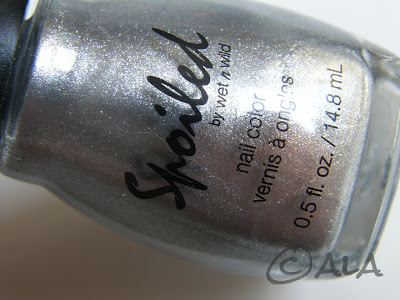 Spoiled
by wet n wild
nail color
vernis à ongles
0.5 fl. oz. / 14.8 mL
© ALA